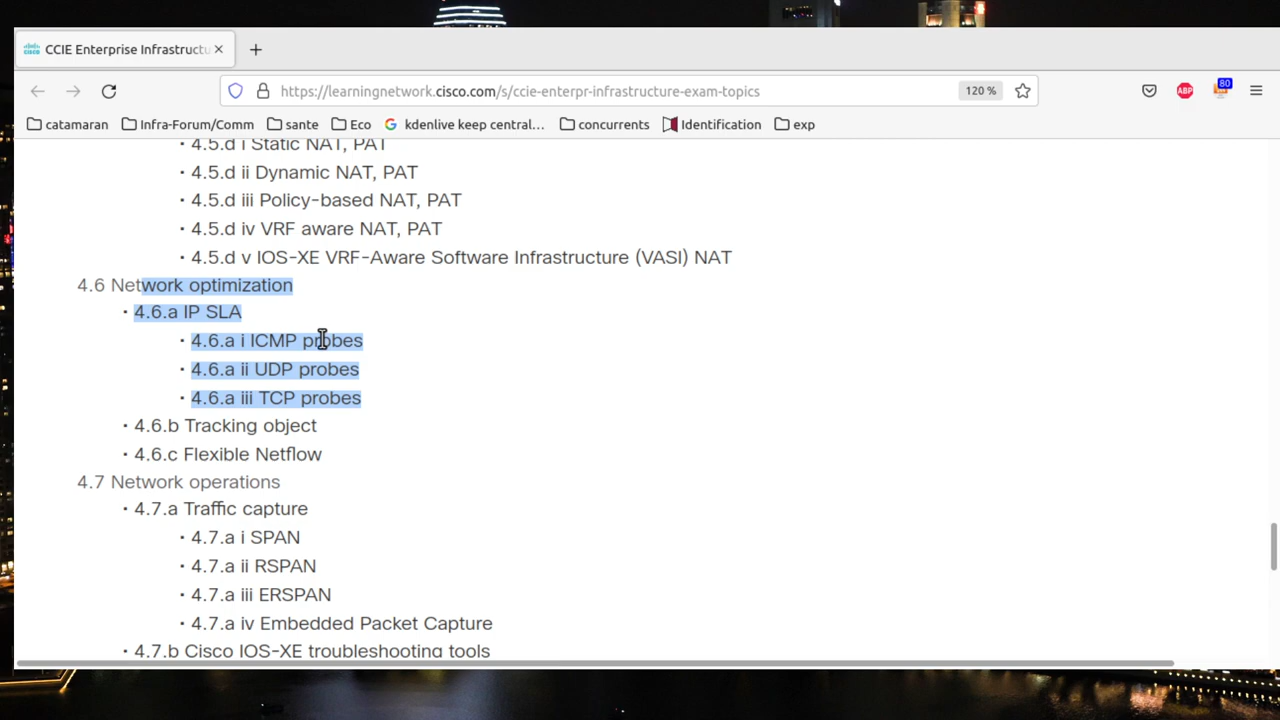 CCIE Enterprise Infrastructu
https://learningnetwork.cisco.com/s/ccie-enterpr-infrastructure-exam-topics
120 %
ABP
80
catamaran
Infra-Forum/Comm
sante
Eco
G kdenlive keep central…
concurrents
Identification
exp
• 4.5.d i Static NAT, PAT
• 4.5.d ii Dynamic NAT, PAT
• 4.5.d iii Policy-based NAT, PAT
• 4.5.d iv VRF aware NAT, PAT
• 4.5.d v IOS-XE VRF-Aware Software Infrastructure (VASI) NAT
4.6 Network optimization
• 4.6.a IP SLA
• 4.6.a i ICMP probes
• 4.6.a ii UDP probes
• 4.6.a iii TCP probes
• 4.6.b Tracking object
• 4.6.c Flexible Netflow
4.7 Network operations
• 4.7.a Traffic capture
• 4.7.a i SPAN
• 4.7.a ii RSPAN
• 4.7.a iii ERSPAN
• 4.7.a iv Embedded Packet Capture
• 4.7.b Cisco IOS-XE troubleshooting tools